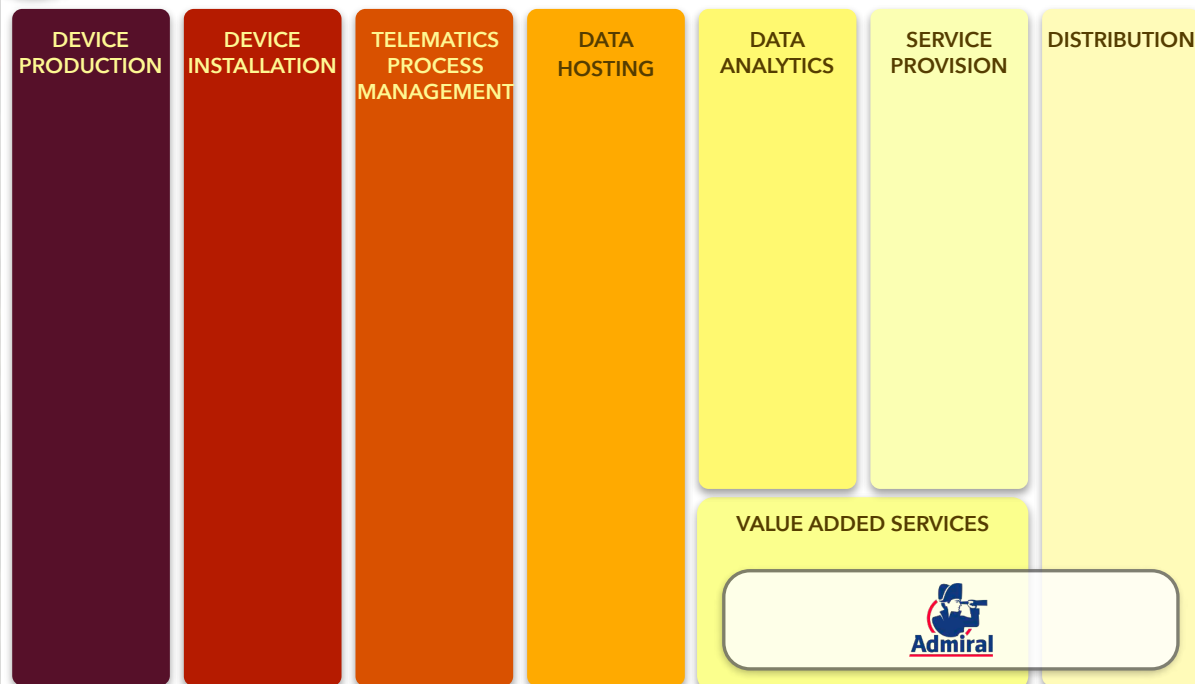 DEVICE
PRODUCTION
DEVICE
INSTALLATION
TELEMATICS
PROCESS
MANAGEMENT
DATA
HOSTING
DATA
ANALYTICS
SERVICE
PROVISION
DISTRIBUTION
VALUE ADDED SERVICES
Admiral